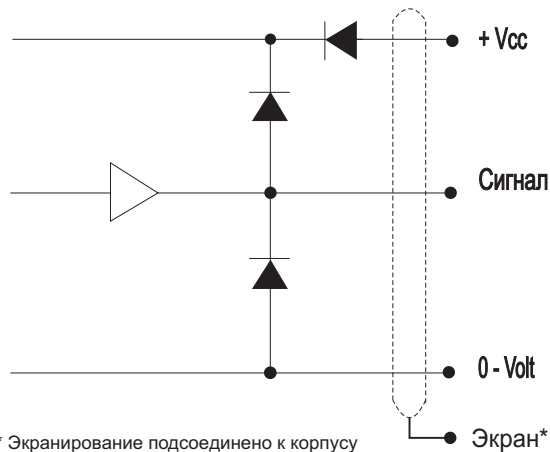 + Vcc
Сигнал
0 - Volt
Экран*
* Экранирование подсоединено к корпусу